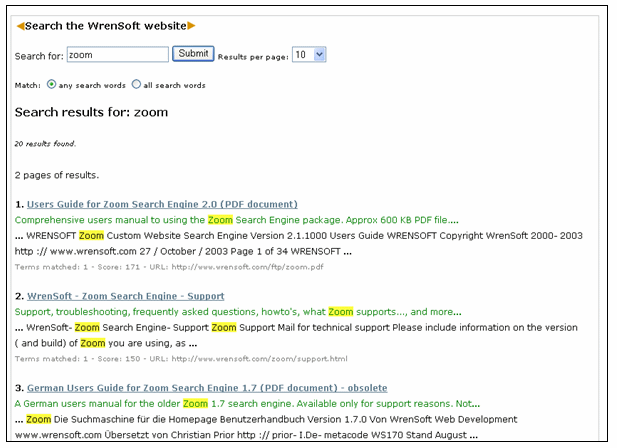 Search the WrenSoft website
Search for: zoom Submit Results per page: 10
Match: any search words all search words
Search results for: zoom
20 results found.
2 pages of results.
1. Users Guide for Zoom Search Engine 2.0 (PDF document)
Comprehensive users manual to using the Zoom Search Engine package. Approx 600 KB PDF file....
... WRENSOFT Zoom Custom Website Search Engine Version 2.1.1000 Users Guide WRENSOFT Copyright WrenSoft 2000- 2003
http :// www.wrensoft.com 27 / October / 2003 Page 1 of 34 WRENSOFT ...
Terms matched: 1 - Score: 171 - URL: http://www.wrensoft.com/ftp/zoom.pdf
2. WrenSoft - Zoom Search Engine - Support
Support, troubleshooting, frequently asked questions, howto's, what Zoom supports..., and more...
... WrenSoft- Zoom Search Engine- Support Zoom Support Mail for technical support Please include information on the version
( and build) of Zoom you are using, as ...
Terms matched: 1 - Score: 150 - URL: http://www.wrensoft.com/zoom/support.html
3. German Users Guide for Zoom Search Engine 1.7 (PDF document) - obsolete
A German users manual for the older Zoom 1.7 search engine. Available only for support reasons. Not...
... Zoom Die Suchmaschine für die Homepage Benutzerhandbuch Version 1.7.0 Von WrenSoft Web Development
www.wrensoft.com Übersetzt von Christian Prior http :// prior- I.De- metacode WS170 Stand August ...